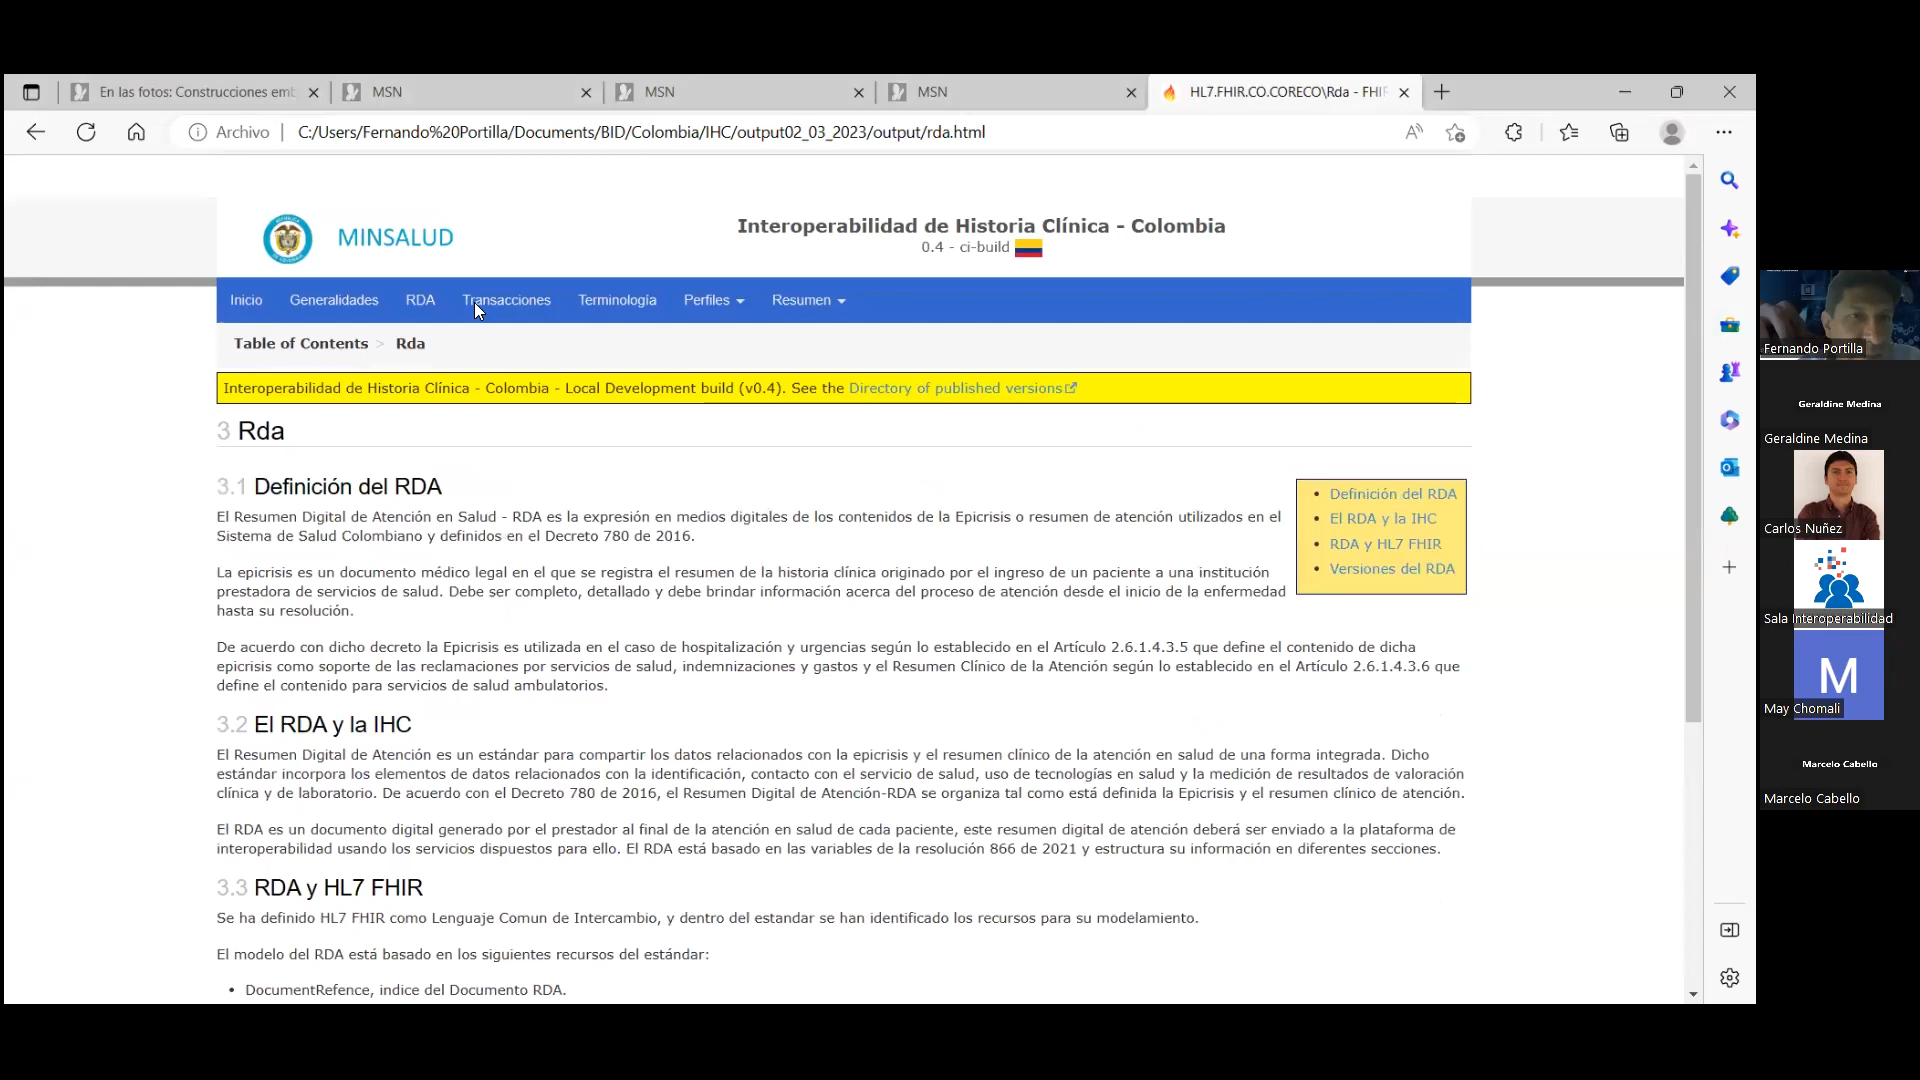 En las fotos: Construcciones emb
MSN
MSN
MSN
HL7.FHIR.CO.CORECO\Rda - FHIR
Archivo
C:/Users/Fernando%20Portilla/Documents/BID/Colombia/IHC/output02_03_2023/output/rda.html
MINSALUD
Interoperabilidad de Historia Clínica - Colombia
0.4 - ci-build
Inicio
Generalidades
RDA
Transacciones
Terminología
Perfiles
Resumen
Table of Contents > Rda
Interoperabilidad de Historia Clínica - Colombia - Local Development build (v0.4). See the Directory of published versions
3 Rda
3.1 Definición del RDA
El Resumen Digital de Atención en Salud - RDA es la expresión en medios digitales de los contenidos de la Epicrisis o resumen de atención utilizados en el
Sistema de Salud Colombiano y definidos en el Decreto 780 de 2016.
La epicrisis es un documento médico legal en el que se registra el resumen de la historia clínica originado por el ingreso de un paciente a una institución
prestadora de servicios de salud. Debe ser completo, detallado y debe brindar información acerca del proceso de atención desde el inicio de la enfermedad
hasta su resolución.
De acuerdo con dicho decreto la Epicrisis es utilizada en el caso de hospitalización y urgencias según lo establecido en el Artículo 2.6.1.4.3.5 que define el contenido de dicha
epicrisis como soporte de las reclamaciones por servicios de salud, indemnizaciones y gastos y el Resumen Clínico de la Atención según lo establecido en el Artículo 2.6.1.4.3.6 que
define el contenido para servicios de salud ambulatorios.
• Definición del RDA
• El RDA y la IHC
• RDA y HL7 FHIR
• Versiones del RDA
3.2 El RDA y la IHC
El Resumen Digital de Atención es un estándar para compartir los datos relacionados con la epicrisis y el resumen clínico de la atención en salud de una forma integrada. Dicho
estándar incorpora los elementos de datos relacionados con la identificación, contacto con el servicio de salud, uso de tecnologías en salud y la medición de resultados de valoración
clínica y de laboratorio. De acuerdo con el Decreto 780 de 2016, el Resumen Digital de Atención-RDA se organiza tal como está definida la Epicrisis y el resumen clínico de atención.
El RDA es un documento digital generado por el prestador al final de la atención en salud de cada paciente, este resumen digital de atención deberá ser enviado a la plataforma de
interoperabilidad usando los servicios dispuestos para ello. El RDA está basado en las variables de la resolución 866 de 2021 y estructura su información en diferentes secciones.
3.3 RDA y HL7 FHIR
Se ha definido HL7 FHIR como Lenguaje Comun de Intercambio, y dentro del estandar se han identificado los recursos para su modelamiento.
El modelo del RDA está basado en los siguientes recursos del estándar:
• DocumentRefence, indice del Documento RDA.
Fernando Portilla
Geraldine Medina
Geraldine Medina
Carlos Nuñez
Sala Interoperabilidad
M
May Chomali
Marcelo Cabello
Marcelo Cabello